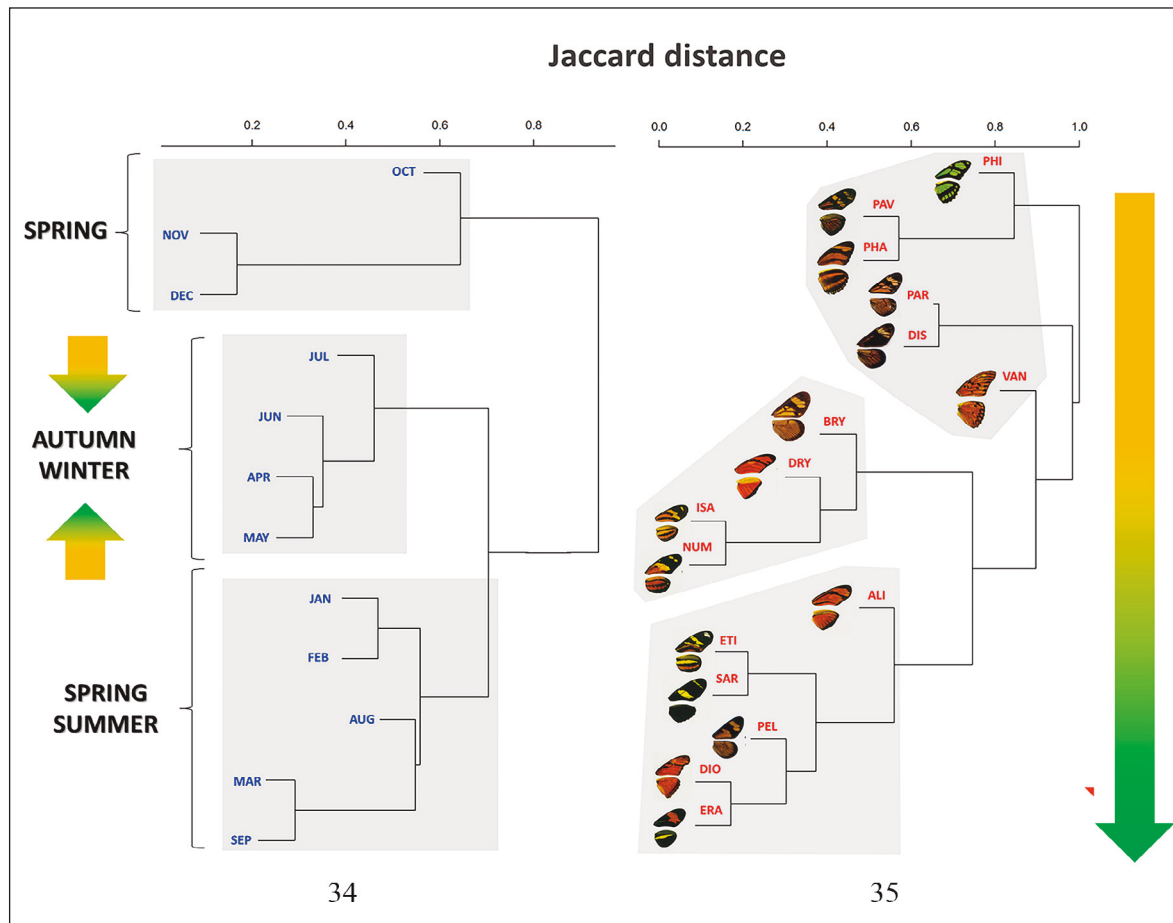 Jaccard distance
0.2 0.4 0.6 0.8
0.0 0.2 0.4 0.6 0.8 1.0
SPRING
OCT
NOV
DEC
AUTUMN
WINTER
JUL
JUN
APR
MAY
SPRING
SUMMER
JAN
FEB
AUG
MAR
SEP
34
PHI
PAV
PHA
PAR
DIS
VAN
BRY
DRY
ISA
NUM
ALI
ETI
SAR
PEL
DIO
ERA
35